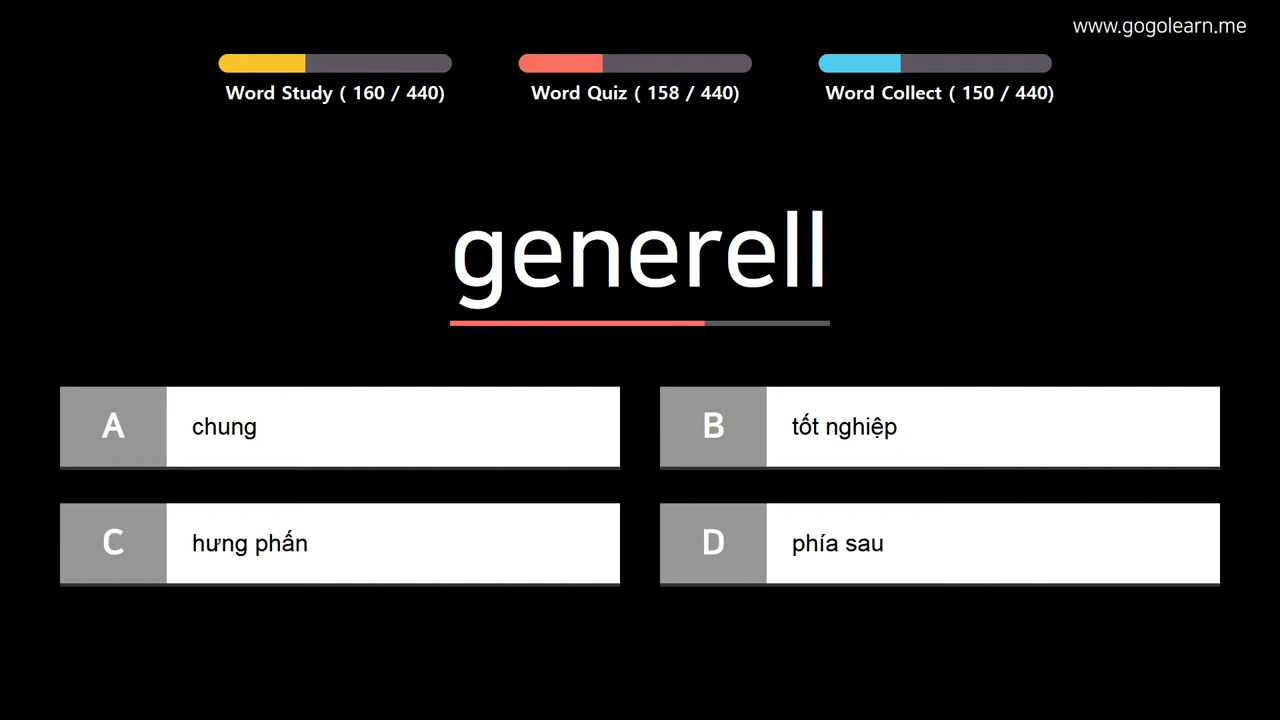 www.gogolearn.me
Word Study ( 160 / 440)
Word Quiz ( 158 / 440)
Word Collect ( 150 / 440)
generell
A chung
B tốt nghiệp
C hưng phấn
D phía sau